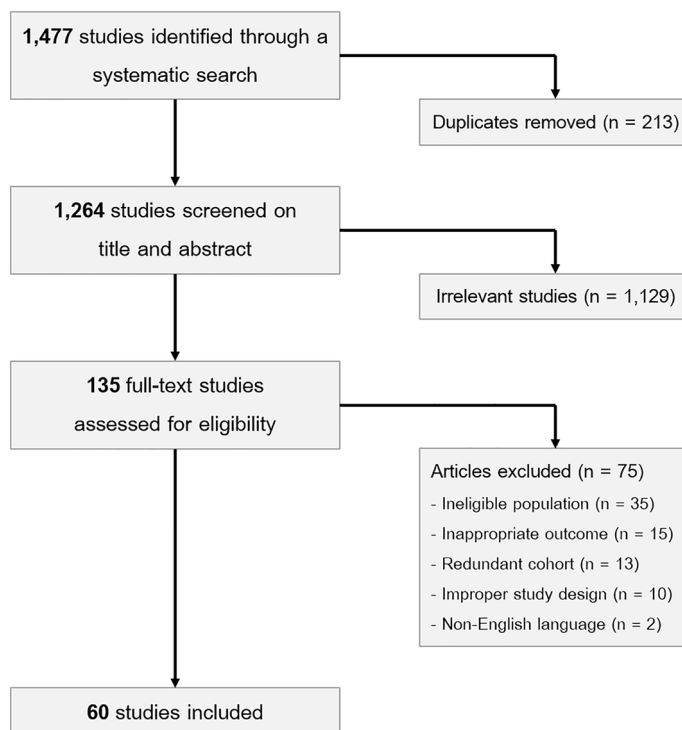 1,477 studies identified through a
systematic search
Duplicates removed (n = 213)
1,264 studies screened on
title and abstract
Irrelevant studies (n = 1,129)
135 full-text studies
assessed for eligibility
Articles excluded (n = 75)
- Ineligible population (n = 35)
- Inappropriate outcome (n = 15)
- Redundant cohort (n = 13)
- Improper study design (n = 10)
- Non-English language (n = 2)
60 studies included